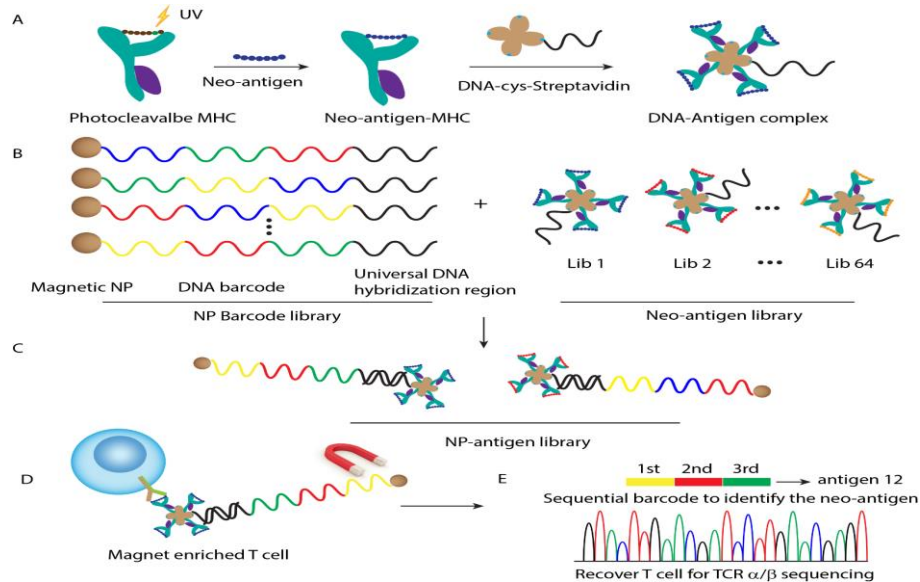 A
UV
Neo-antigen
DNA-cys-Streptavidin
Photocleavalbe MHC
Neo-antigen-MHC
DNA-Antigen complex
B
+
Lib 1
Lib 2
Lib 64
Magnetic NP
DNA barcode
Universal DNA
hybridization region
NP Barcode library
Neo-antigen library
C
NP-antigen library
D
Magnet enriched T cell
E
1st 2nd 3rd
antigen 12
Sequential barcode to identify the neo-antigen
Recover T cell for TCR α/β sequencing